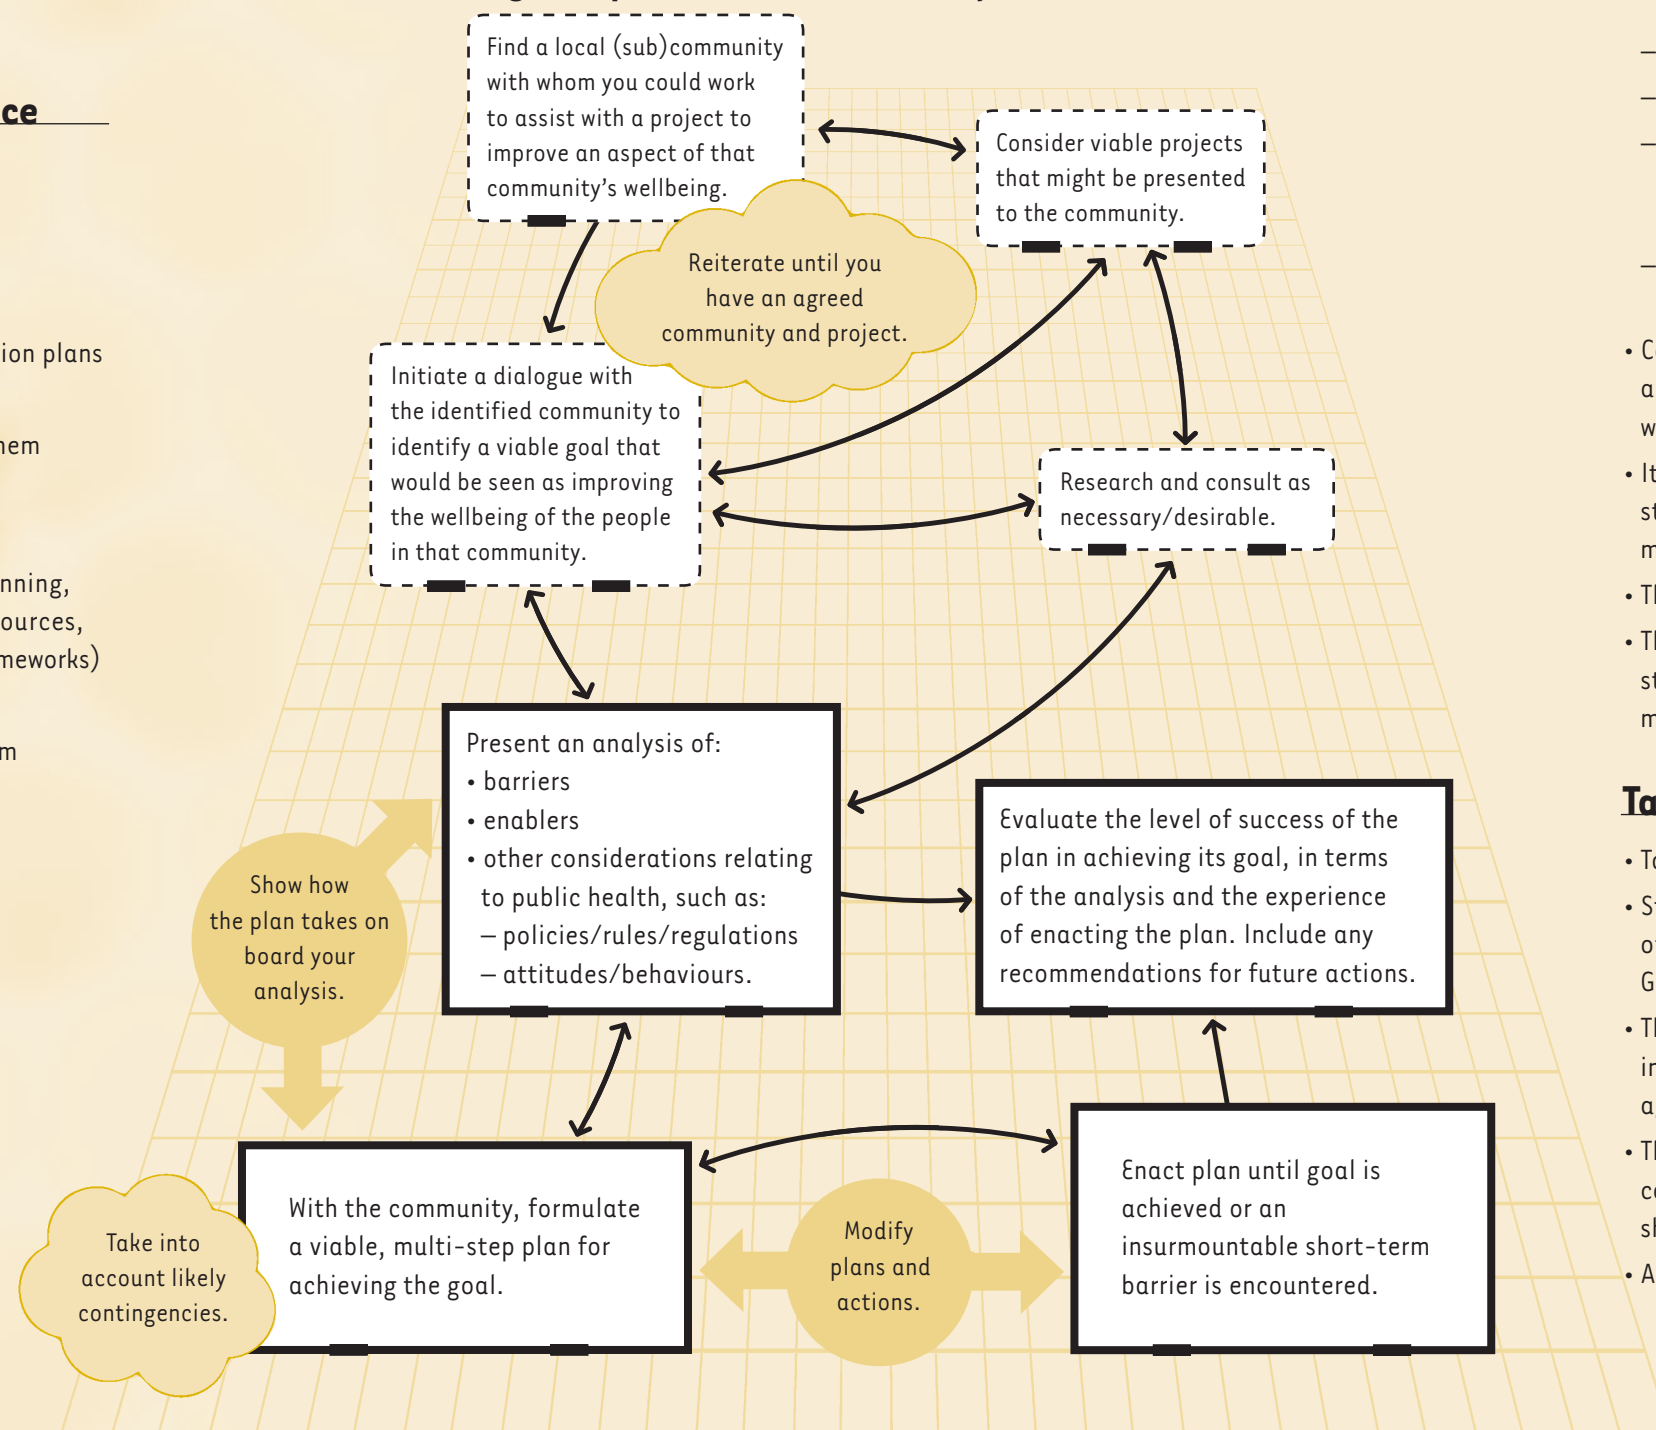 Find a local (sub)community
with whom you could work
to assist with a project to
improve an aspect of that
community's wellbeing.
Consider viable projects
that might be presented
to the community.
Reiterate until you
have an agreed
community and project.
Initiate a dialogue with
the identified community to
identify a viable goal that
would be seen as improving
the wellbeing of the people
in that community.
Research and consult as
necessary/desirable.
Present an analysis of:
• barriers
• enablers
• other considerations relating
to public health, such as:
– policies/rules/regulations
– attitudes/behaviours.
Evaluate the level of success of the
plan in achieving its goal, in terms
of the analysis and the experience
of enacting the plan. Include any
recommendations for future actions.
Show how
the plan takes on
board your
analysis.
With the community, formulate
a viable, multi-step plan for
achieving the goal.
Take into
account likely
contingencies.
Modify
plans and
actions.
Enact plan until goal is
achieved or an
insurmountable short-term
barrier is encountered.
plans